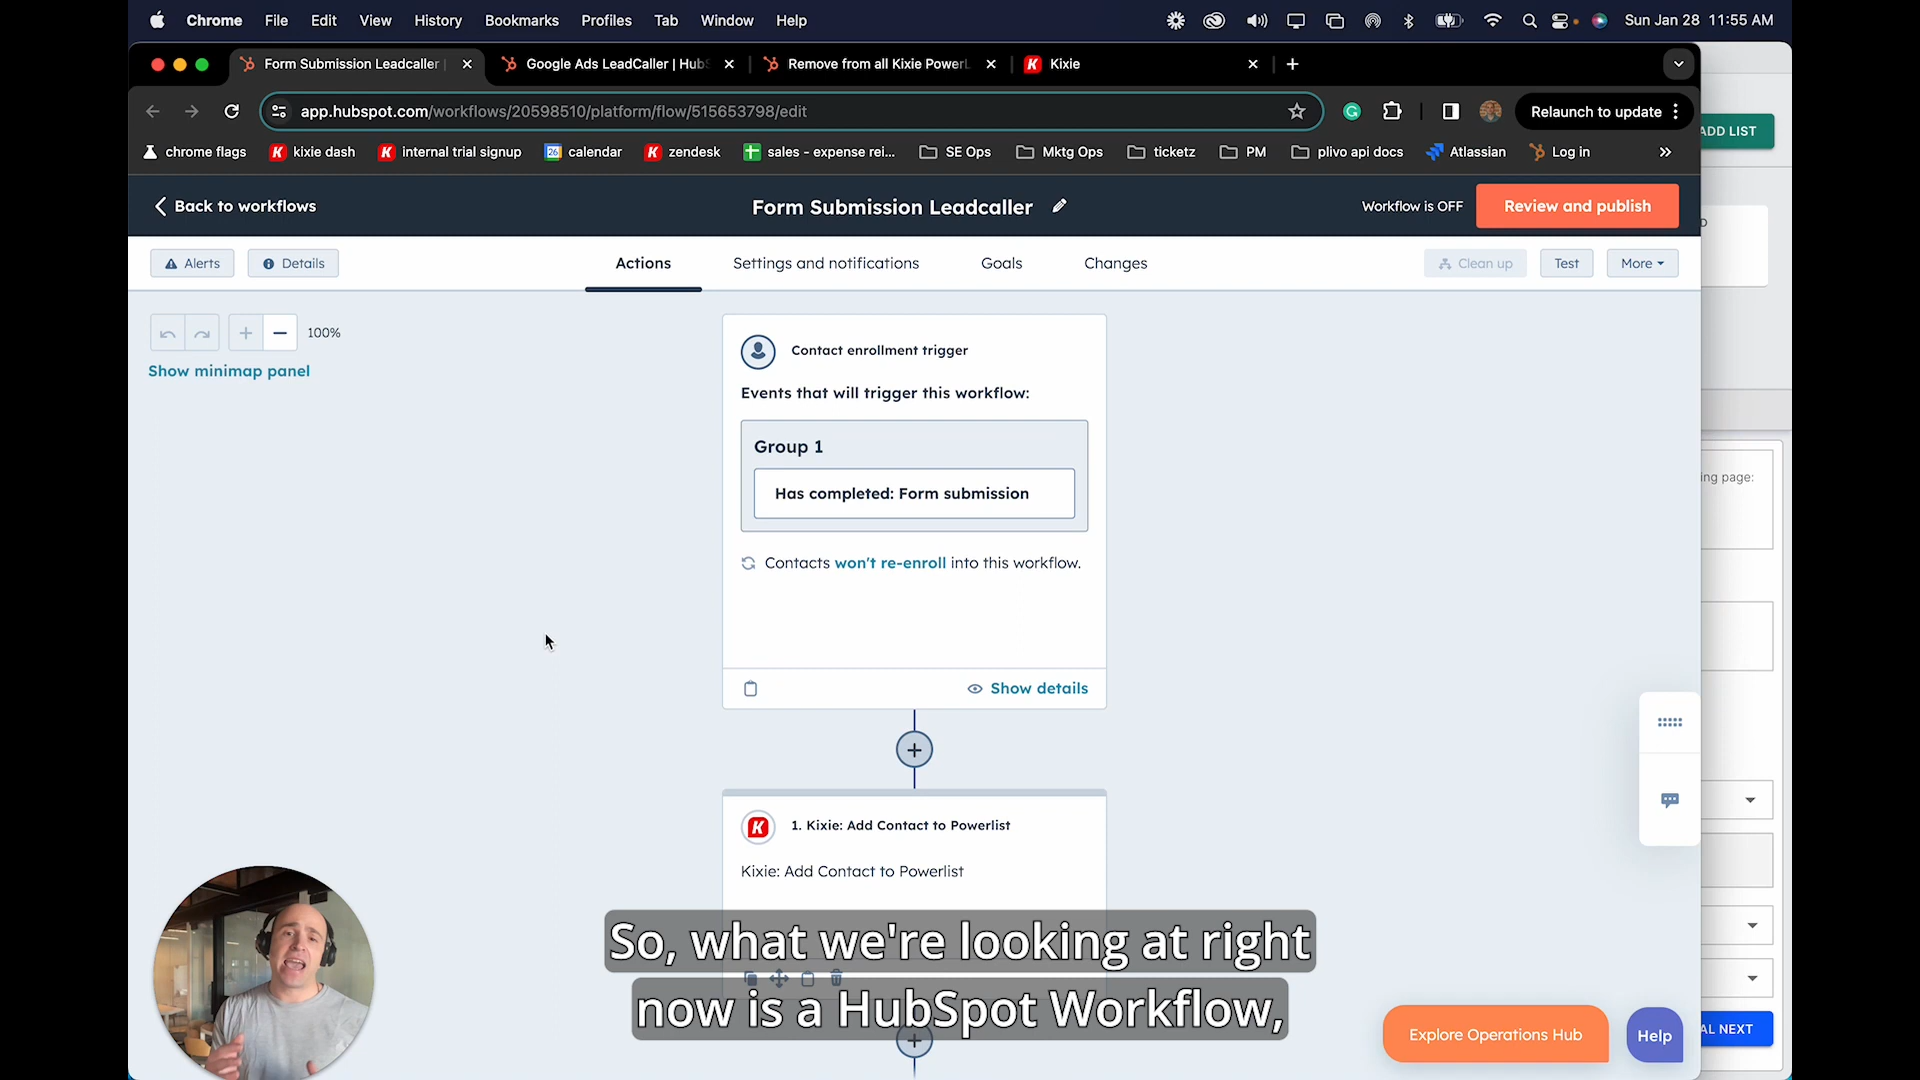 Chrome File Edit View History Bookmarks Profiles Tab Window Help Sun Jan 28 11:55 AM
Form Submission Leadcaller Google Ads LeadCaller | HubS Remove from all Kixie PowerL Kixie
app.hubspot.com/workflows/20598510/platform/flow/515653798/edit Relaunch to update
chrome flags kixie dash internal trial signup 26 calendar zendesk sales - expense rei... SE Ops Mktg Ops ticketz PM plivo api docs Atlassian Log in
ADD LIST
Back to workflows Form Submission Leadcaller Workflow is OFF Review and publish
Alerts Details Actions Settings and notifications Goals Changes Clean up Test More
100%
Show minimap panel
Contact enrollment trigger
Events that will trigger this workflow:
Group 1
Has completed: Form submission
ing page:
Contacts won't re-enroll into this workflow.
Show details
1. Kixie: Add Contact to Powerlist
Kixie: Add Contact to Powerlist
So, what we're looking at right
now is a HubSpot Workflow,
Explore Operations Hub Help AL NEXT